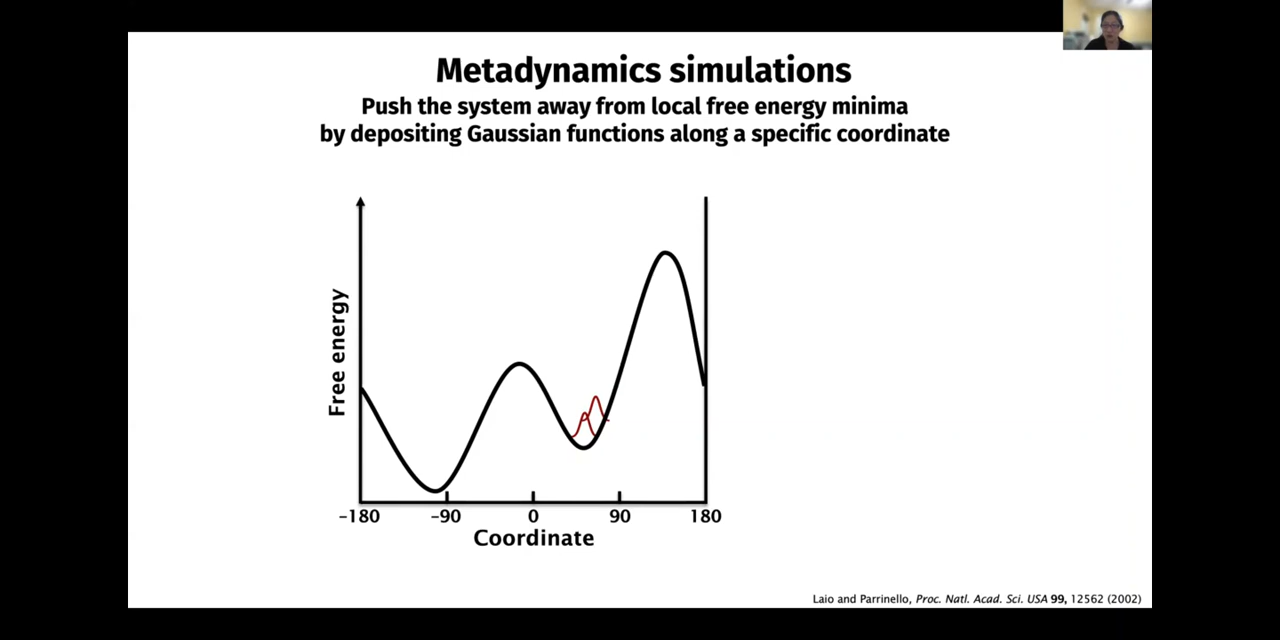 Metadynamics simulations
Push the system away from local free energy minima
by depositing Gaussian functions along a specific coordinate
Free energy
-180 -90 0 90 180
Coordinate
Laio and Parrinello, Proc. Natl. Acad. Sci. USA 99, 12562 (2002)